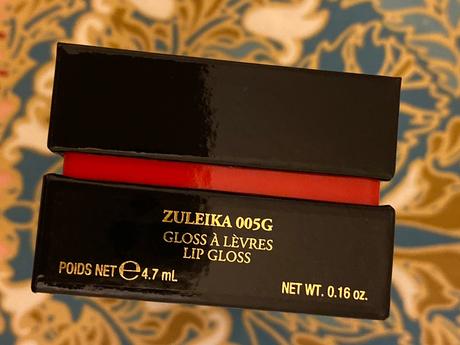 ZULEIKA 005G
GLOSS À LÈVRES
LIP GLOSS
POIDS NET ℮ 4.7 mL
NET WT. 0.16 oz.